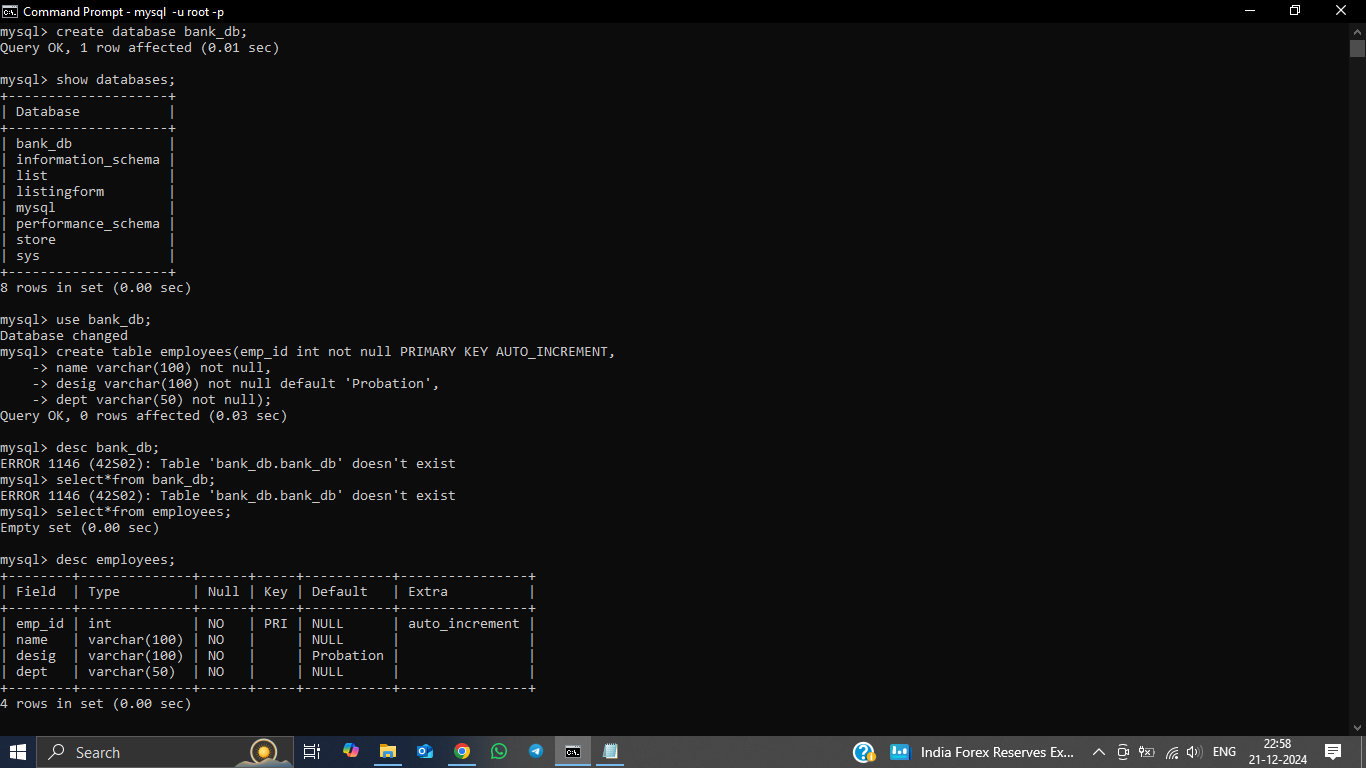 Command Prompt - mysql  -u root -p
mysql> create database bank_db;
Query OK, 1 row affected (0.01 sec)
mysql> show databases;
+--------------------+
| Database           |
+--------------------+
| bank_db            |
| information_schema |
| list               |
| listingform        |
| mysql              |
| performance_schema |
| store              |
| sys                |
+--------------------+
8 rows in set (0.00 sec)
mysql> use bank_db;
Database changed
mysql> create table employees(emp_id int not null PRIMARY KEY AUTO_INCREMENT,
    -> name varchar(100) not null,
    -> desig varchar(100) not null default 'Probation',
    -> dept varchar(50) not null);
Query OK, 0 rows affected (0.03 sec)
mysql> desc bank_db;
ERROR 1146 (42S02): Table 'bank_db.bank_db' doesn't exist
mysql> select*from bank_db;
ERROR 1146 (42S02): Table 'bank_db.bank_db' doesn't exist
mysql> select*from employees;
Empty set (0.00 sec)
mysql> desc employees;
+--------+--------------+------+-----+-----------+----------------+
| Field  | Type         | Null | Key | Default   | Extra          |
+--------+--------------+------+-----+-----------+----------------+
| emp_id | int          | NO   | PRI | NULL      | auto_increment |
| name   | varchar(100) | NO   |     | NULL      |                |
| desig  | varchar(100) | NO   |     | Probation |                |
| dept   | varchar(50)  | NO   |     | NULL      |                |
+--------+--------------+------+-----+-----------+----------------+
4 rows in set (0.00 sec)
Search
India Forex Reserves Ex...
ENG
22:58
21-12-2024